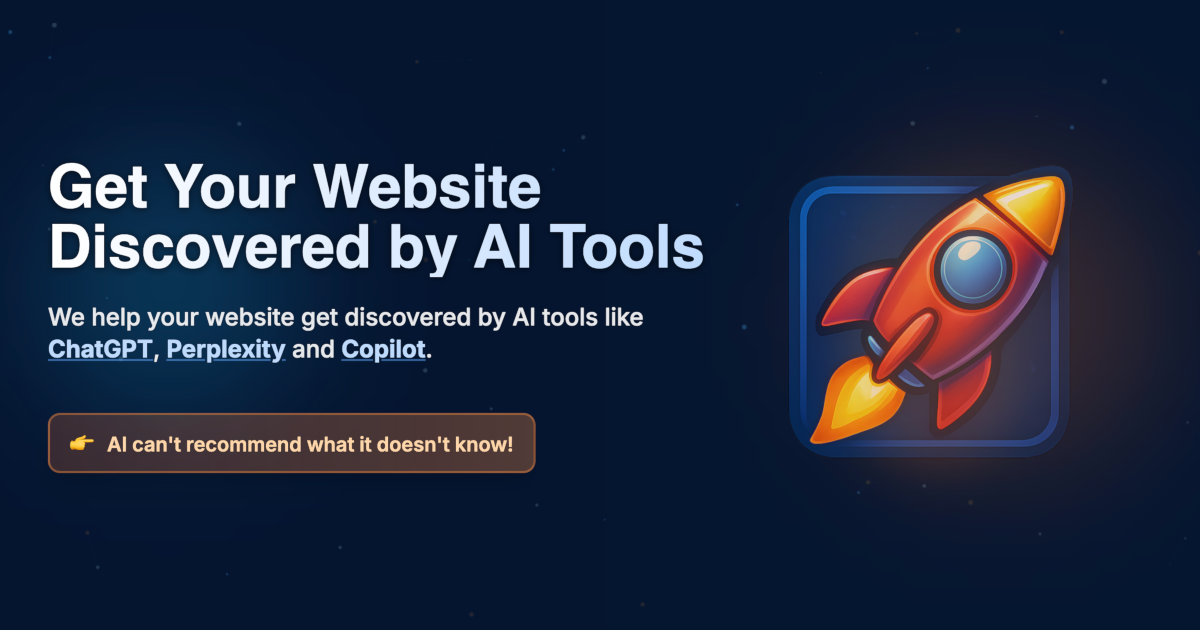 Get Your Website
Discovered by AI Tools
We help your website get discovered by AI tools like
ChatGPT, Perplexity and Copilot.
👉 AI can't recommend what it doesn't know!